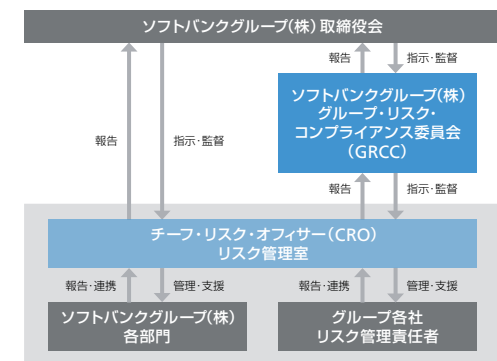 ソフトバンクグループ(株)取締役会
報告
指示・監督
ソフトバンクグループ(株)
グループ・リスク・
コンプライアンス委員会
(GRCC)
報告
指示・監督
報告
指示・監督
チーフ・リスク・オフィサー(CRO)
リスク管理室
報告・連携
管理・支援
報告・連携
管理・支援
ソフトバンクグループ(株)
各部門
グループ各社
リスク管理責任者